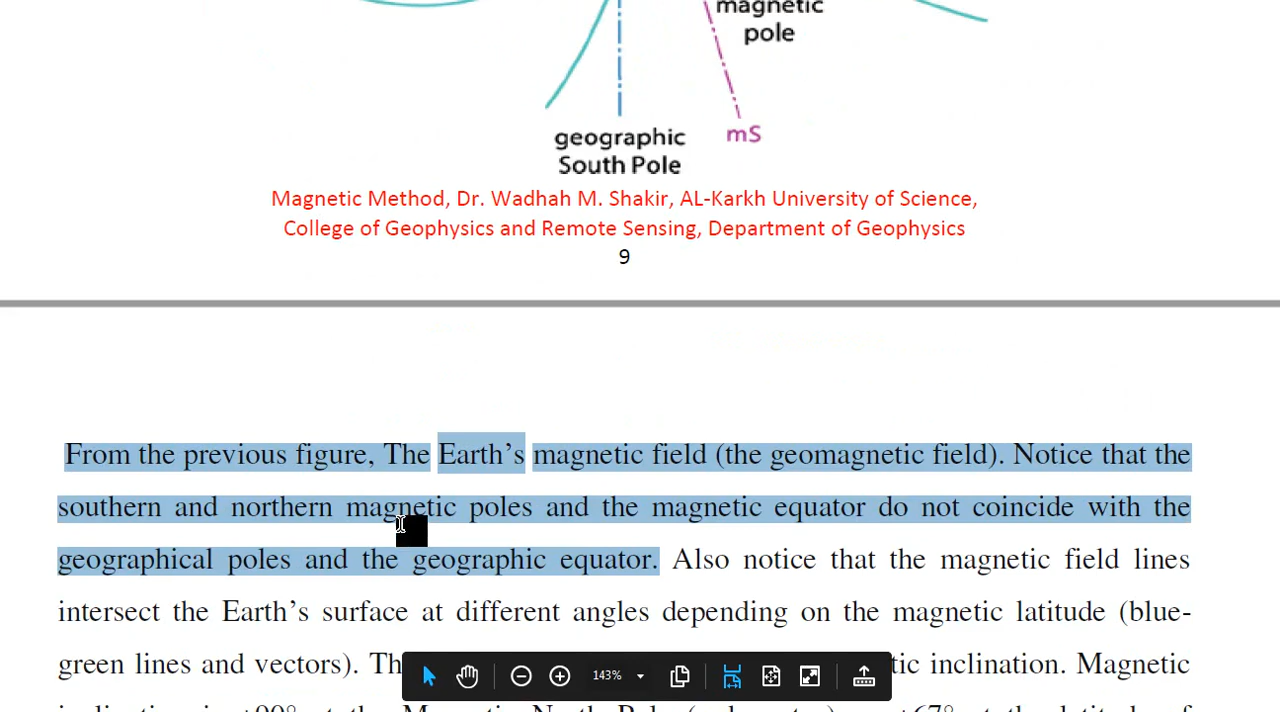 magnetic
pole
geographic
South Pole
mS
Magnetic Method, Dr. Wadhah M. Shakir, AL-Karkh University of Science,
College of Geophysics and Remote Sensing, Department of Geophysics
9
From the previous figure, The Earth’s magnetic field (the geomagnetic field). Notice that the
southern and northern magnetic poles and the magnetic equator do not coincide with the
geographical poles and the geographic equator. Also notice that the magnetic field lines
intersect the Earth’s surface at different angles depending on the magnetic latitude (blue-
green lines and vectors). Th tic inclination. Magnetic
143%